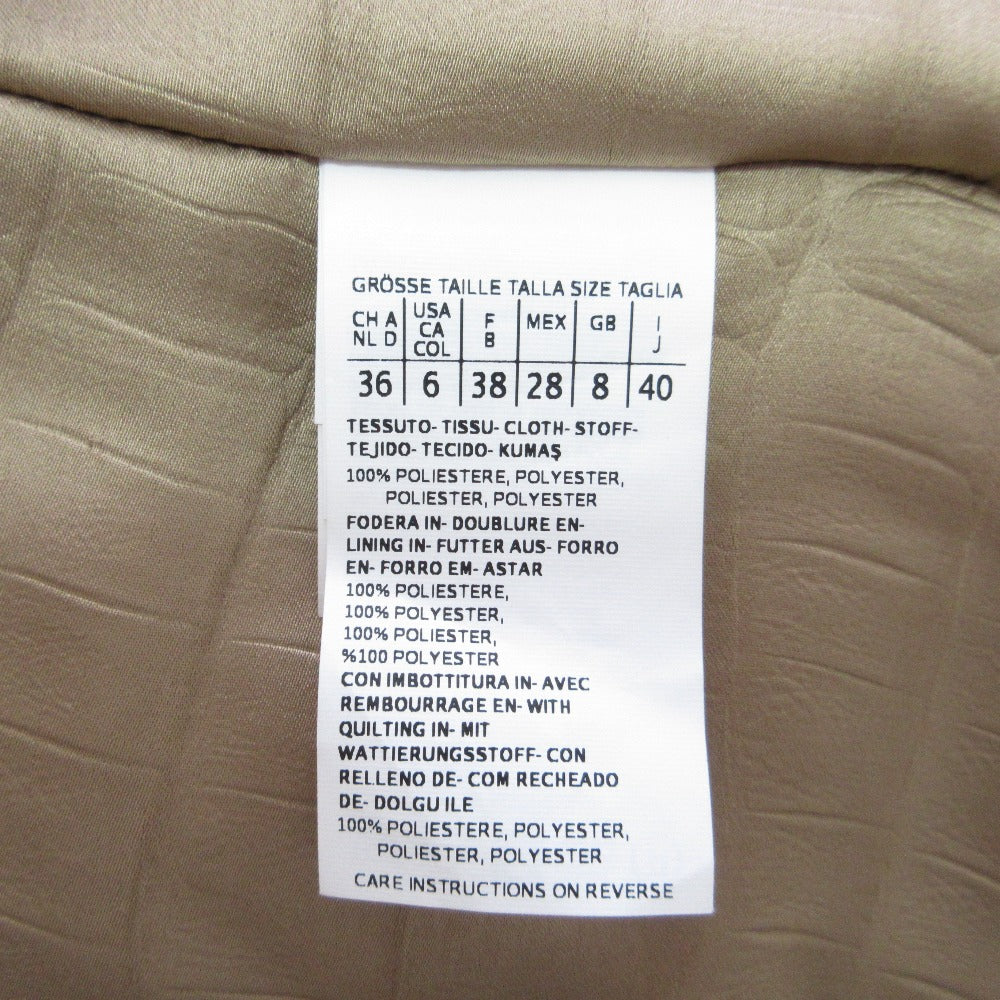 GRÖSSE TAILLE TALLA SIZE TAGLIA
CH A NL D USA CA COL F B MEX GB I J
36 6 38 28 8 40
TESSUTO- TISSU- CLOTH- STOFF-
TEJIDO- TECIDO- KUMAŞ
100% POLIESTERE, POLYESTER,
POLIESTER, POLYESTER
FODERA IN- DOUBLURE EN-
LINING IN- FUTTER AUS- FORRO
EN- FORRO EM- ASTAR
100% POLIESTERE,
100% POLYESTER,
100% POLIESTER,
%100 POLYESTER
CON IMBOTTITURA IN- AVEC
REMBOURRAGE EN- WITH
QUILTING IN- MIT
WATTIERUNGSSTOFF- CON
RELLENO DE- COM RECHEADO
DE- DOLGU ILE
100% POLIESTERE, POLYESTER,
POLIESTER, POLYESTER
CARE INSTRUCTIONS ON REVERSE